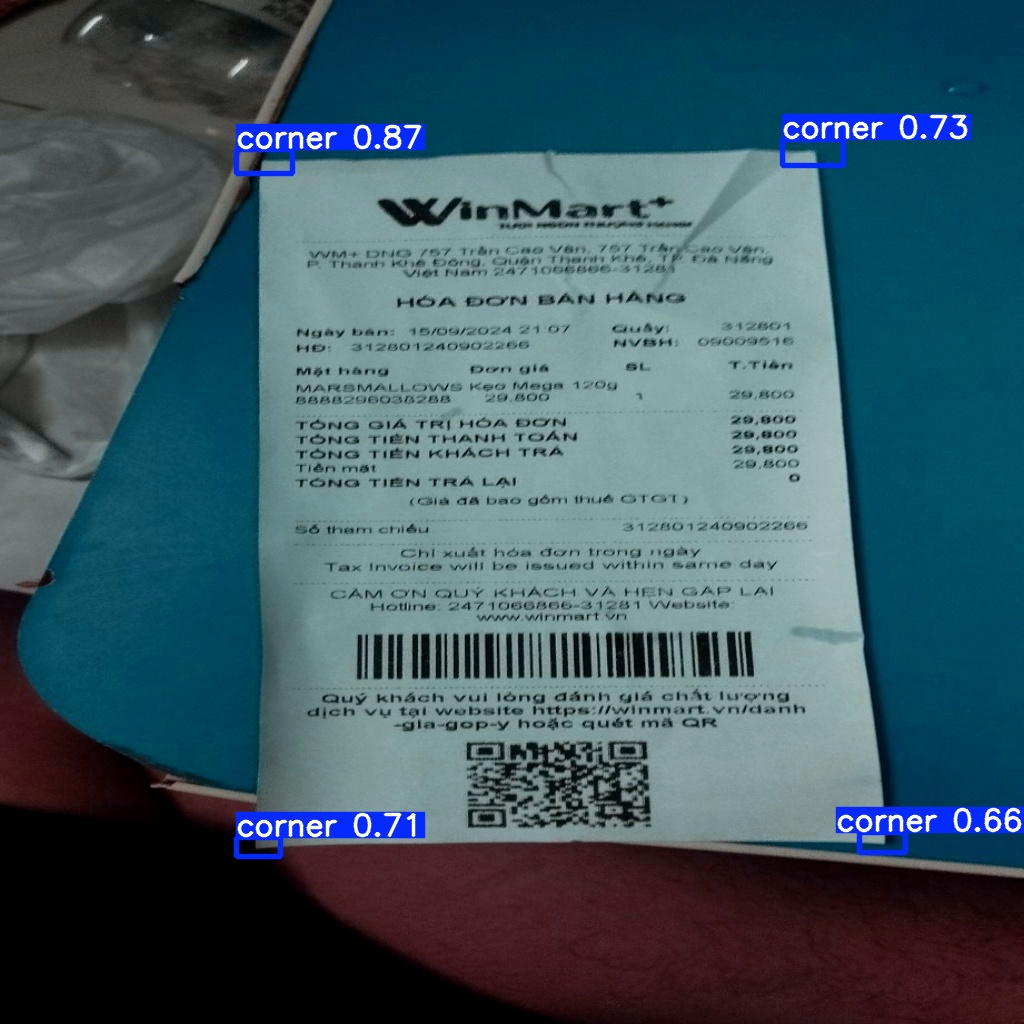 corner 0.87
corner 0.73
WinMart+
WM+ DNG 757 Trần Cao Vân, 757 Trần Cao Vân,
P. Thanh Khê Đông, Quận Thanh Khê, TP. Đà Nẵng
Việt Nam 2471066866-31281
HÓA ĐƠN BÁN HÀNG
Ngày bán: 15/09/2024 21:07 Quầy: 312801
HĐ: 312801240902266 NVBH: 09009516
Mặt hàng Đơn giá SL T.Tiền
MARSMALLOWS Kẹo Mega 120g
8888296038288 29,800 1 29,800
TỔNG GIÁ TRỊ HÓA ĐƠN 29,800
TỔNG TIỀN THANH TOÁN 29,800
TỔNG TIỀN KHÁCH TRẢ 29,800
Tiền mặt 29,800
TỔNG TIỀN TRẢ LẠI 0
(Giá đã bao gồm thuế GTGT)
Số tham chiếu 312801240902266
Chỉ xuất hóa đơn trong ngày
Tax Invoice will be issued within same day
CẢM ƠN QUÝ KHÁCH VÀ HẸN GẶP LẠI
Hotline: 2471066866-31281 Website:
www.winmart.vn
Quý khách vui lòng đánh giá chất lượng
dịch vụ tại website https://winmart.vn/danh
-gia-gop-y hoặc quét mã QR
corner 0.71
corner 0.66